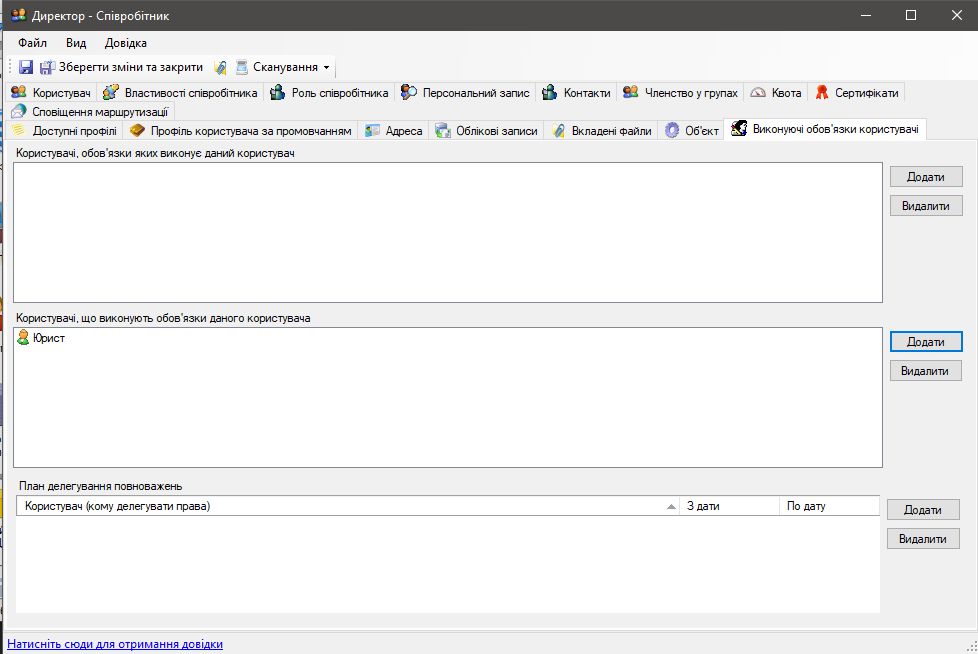 Директор - Співробітник
Файл Вид Довідка
Зберегти зміни та закрити Сканування
Користувач Властивості співробітника Роль співробітника Персональний запис Контакти Членство у групах Квота Сертифікати
Сповіщення маршрутизації
Доступні профілі Профіль користувача за промовчанням Адреса Облікові записи Вкладені файли Об'єкт Виконуючі обов'язки користувачі
Користувачі, обов'язки яких виконує даний користувач
Додати
Видалити
Користувачі, що виконують обов'язки даного користувача
Юрист
Додати
Видалити
План делегування повноважень
Користувач (кому делегувати права) З дати По дату
Додати
Видалити
Натисніть сюди для отримання довідки